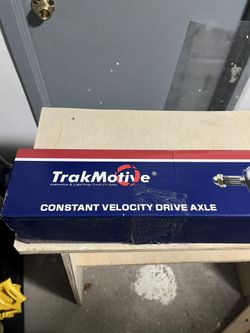 TrakMotive®
Automotive & Light Duty Truck CV Axles
CONSTANT VELOCITY DRIVE AXLE